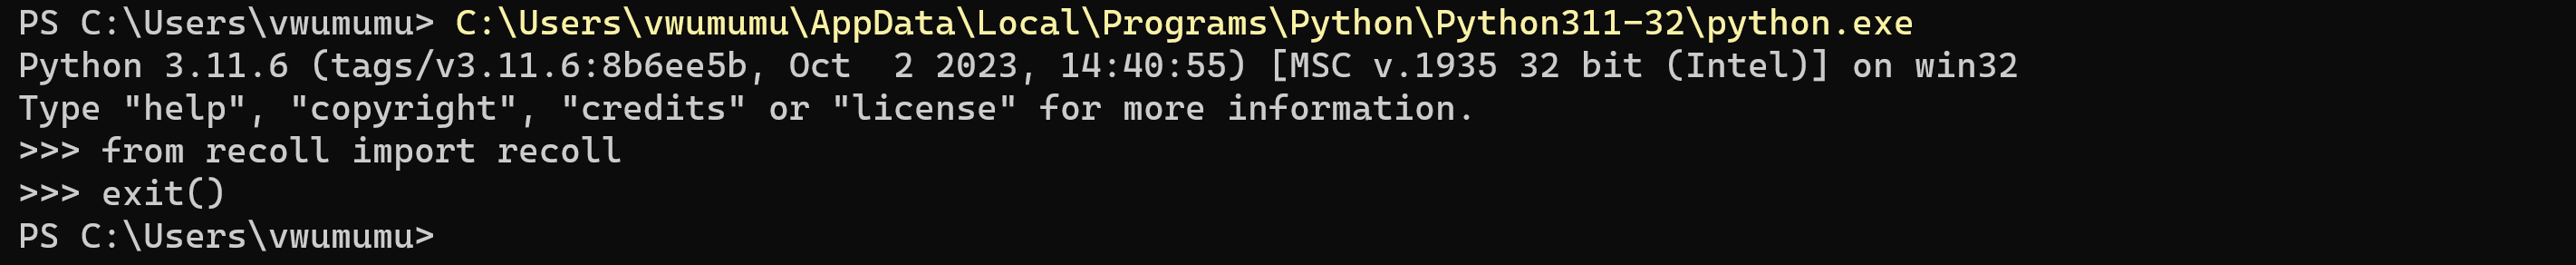 PS C:\Users\vwumumu> C:\Users\vwumumu\AppData\Local\Programs\Python\Python311-32\python.exe
Python 3.11.6 (tags/v3.11.6:8b6ee5b, Oct  2 2023, 14:40:55) [MSC v.1935 32 bit (Intel)] on win32
Type "help", "copyright", "credits" or "license" for more information.
>>> from recoll import recoll
>>> exit()
PS C:\Users\vwumumu>